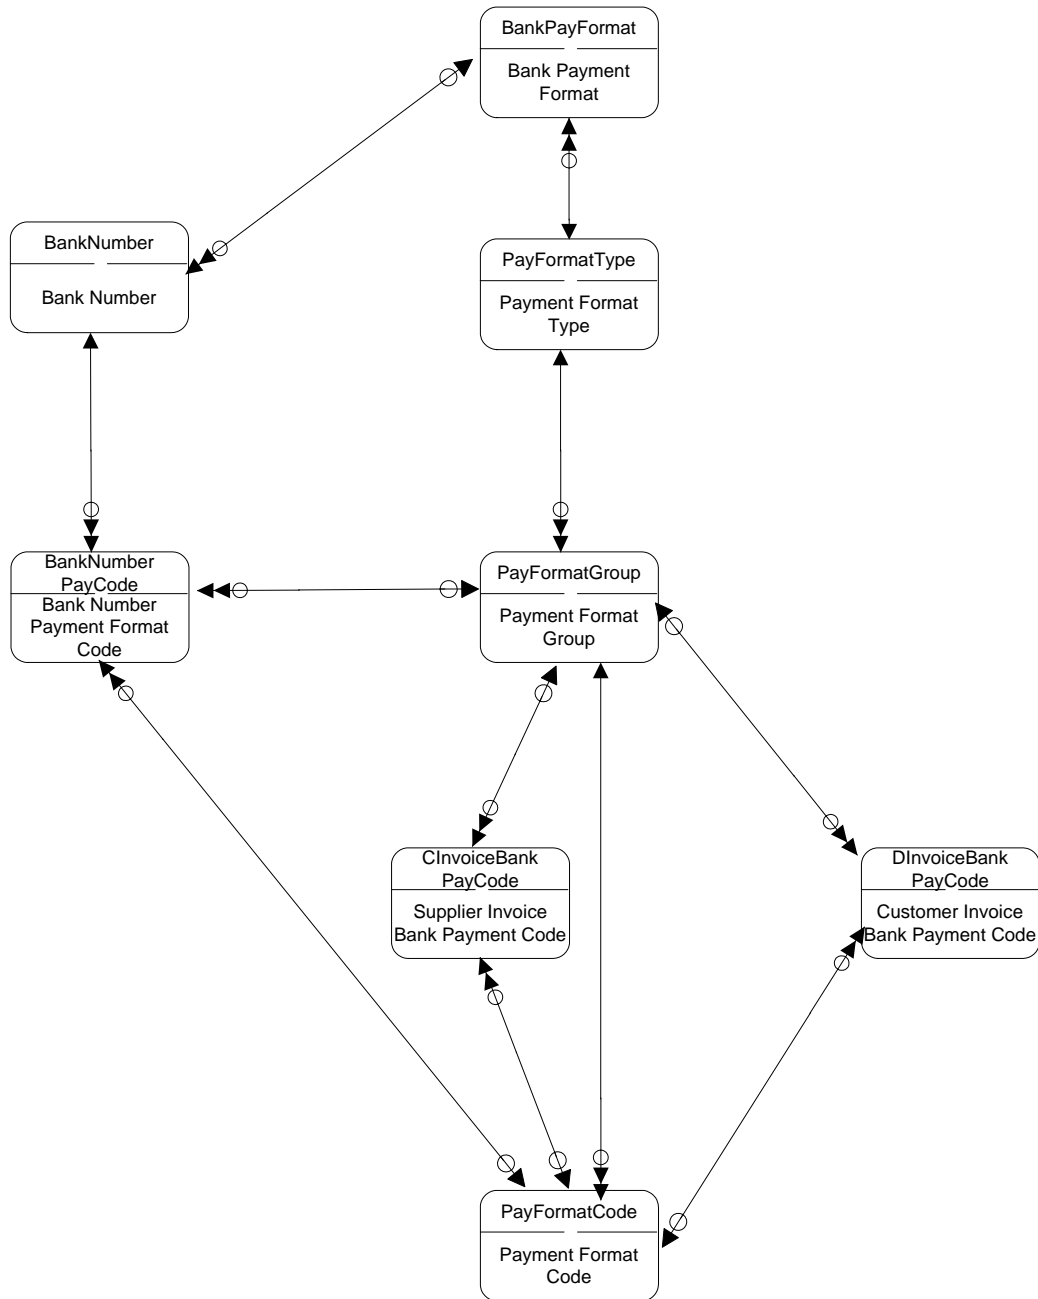 BankPayFormat
Bank Payment
Format
BankNumber
Bank Number
PayFormatType
Payment Format
Type
BankNumber
PayCode
Bank Number
Payment Format
Code
PayFormatGroup
Payment Format
Group
CInvoiceBank
PayCode
Supplier Invoice
Bank Payment Code
DInvoiceBank
PayCode
Customer Invoice
Bank Payment Code
PayFormatCode
Payment Format
Code